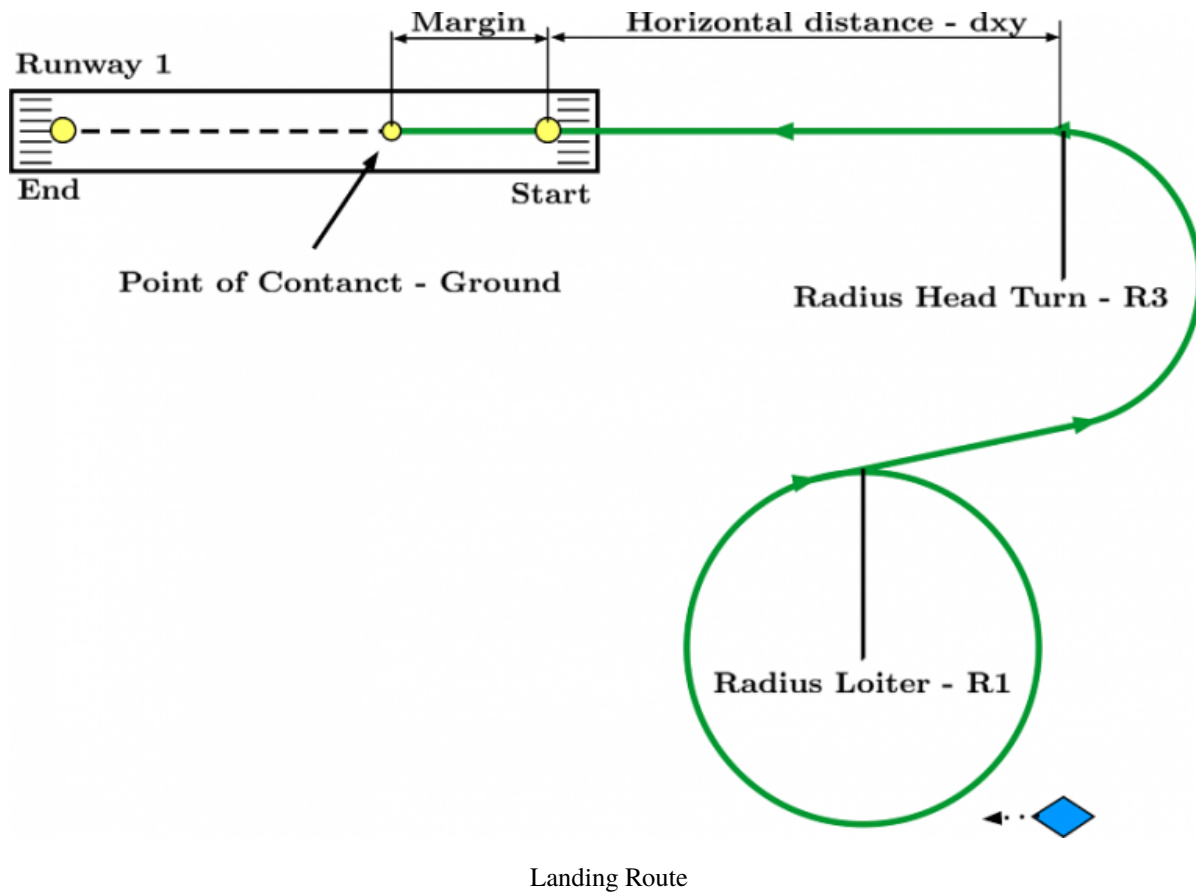 Margin
Horizontal distance - dxy
Runway 1
End
Start
Point of Contanct - Ground
Radius Head Turn - R3
Radius Loiter - R1
Landing Route